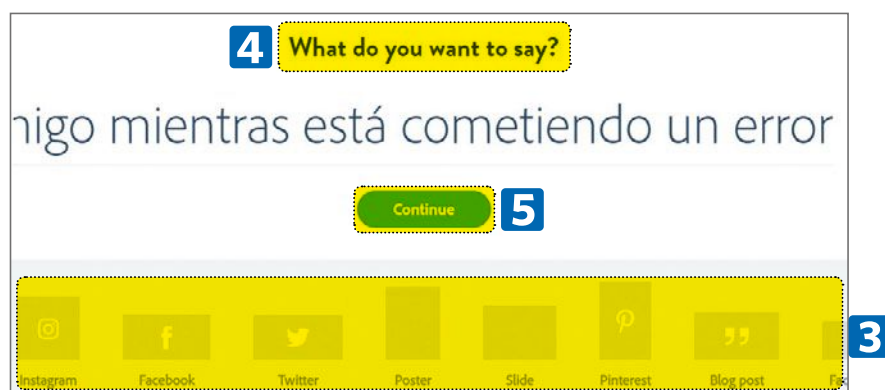 4 What do you want to say?
migo mientras está cometiendo un error
Continue 5
3
Instagram Facebook Twitter Poster Slide Pinterest Blog post